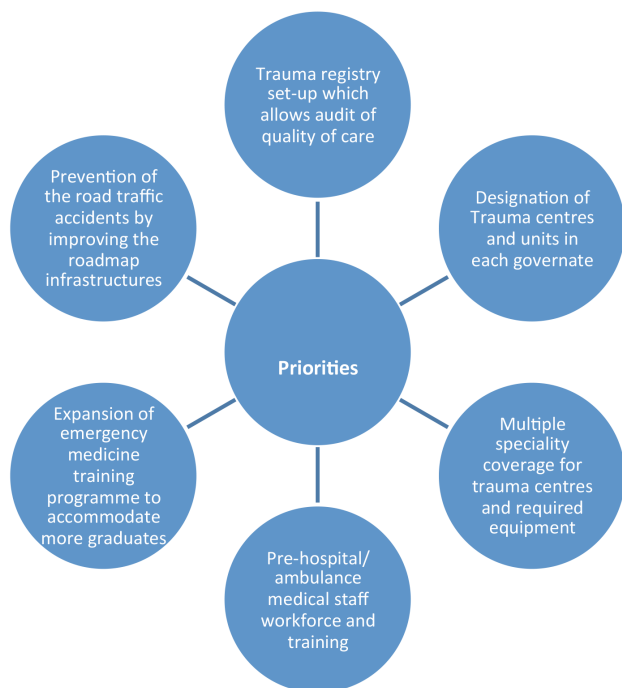 Trauma registry
set-up which
allows audit of
quality of care
Prevention of
the road traffic
accidents by
improving the
roadmap
infrastructures
Designation of
Trauma centres
and units in
each governate
Priorities
Expansion of
emergency
medicine
training
programme to
accommodate
more graduates
Multiple
speciality
coverage for
trauma centres
and required
equipment
Pre-hospital/
ambulance
medical staff
workforce and
training